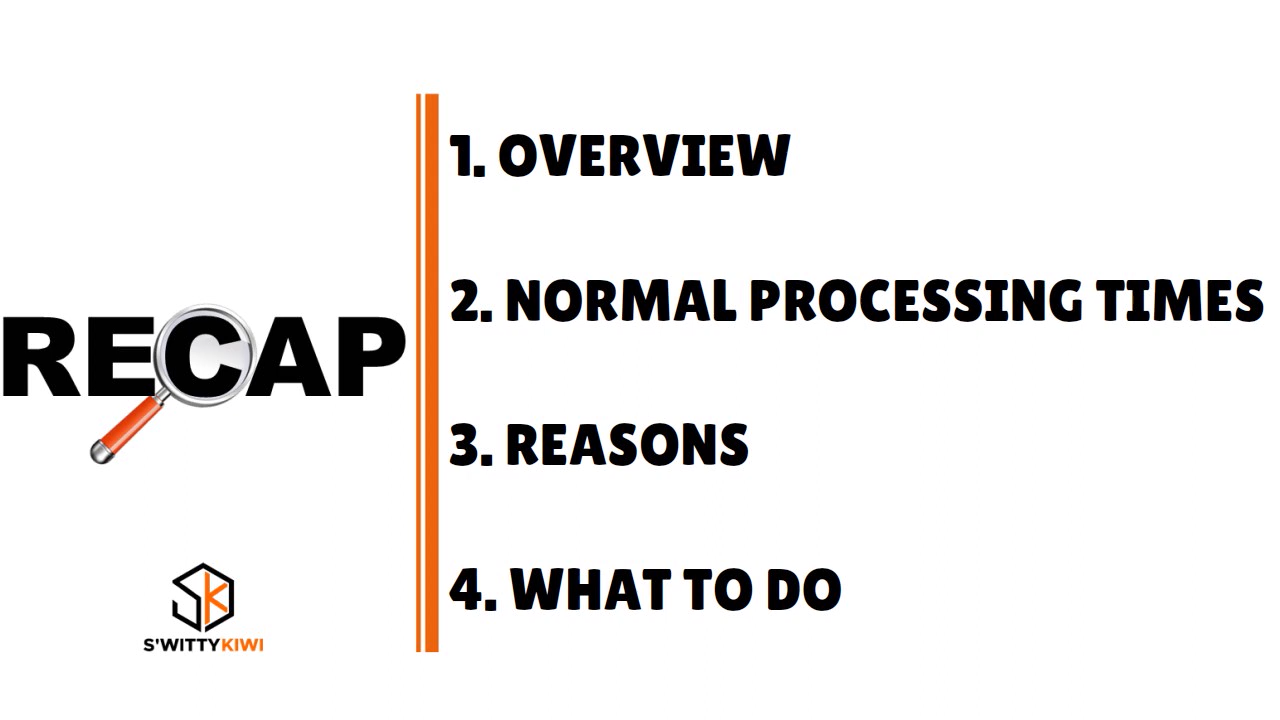 RECAP
S'WITTYKIWI
1. OVERVIEW
2. NORMAL PROCESSING TIMES
3. REASONS
4. WHAT TO DO